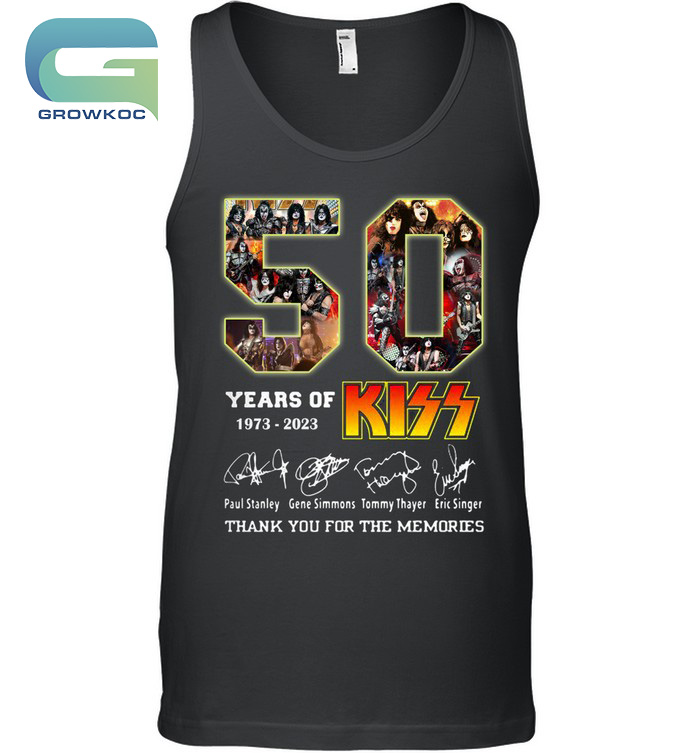 GROWKOC
50
YEARS OF KISS
1973 - 2023
Paul Stanley Gene Simmons Tommy Thayer Eric Singer
THANK YOU FOR THE MEMORIES